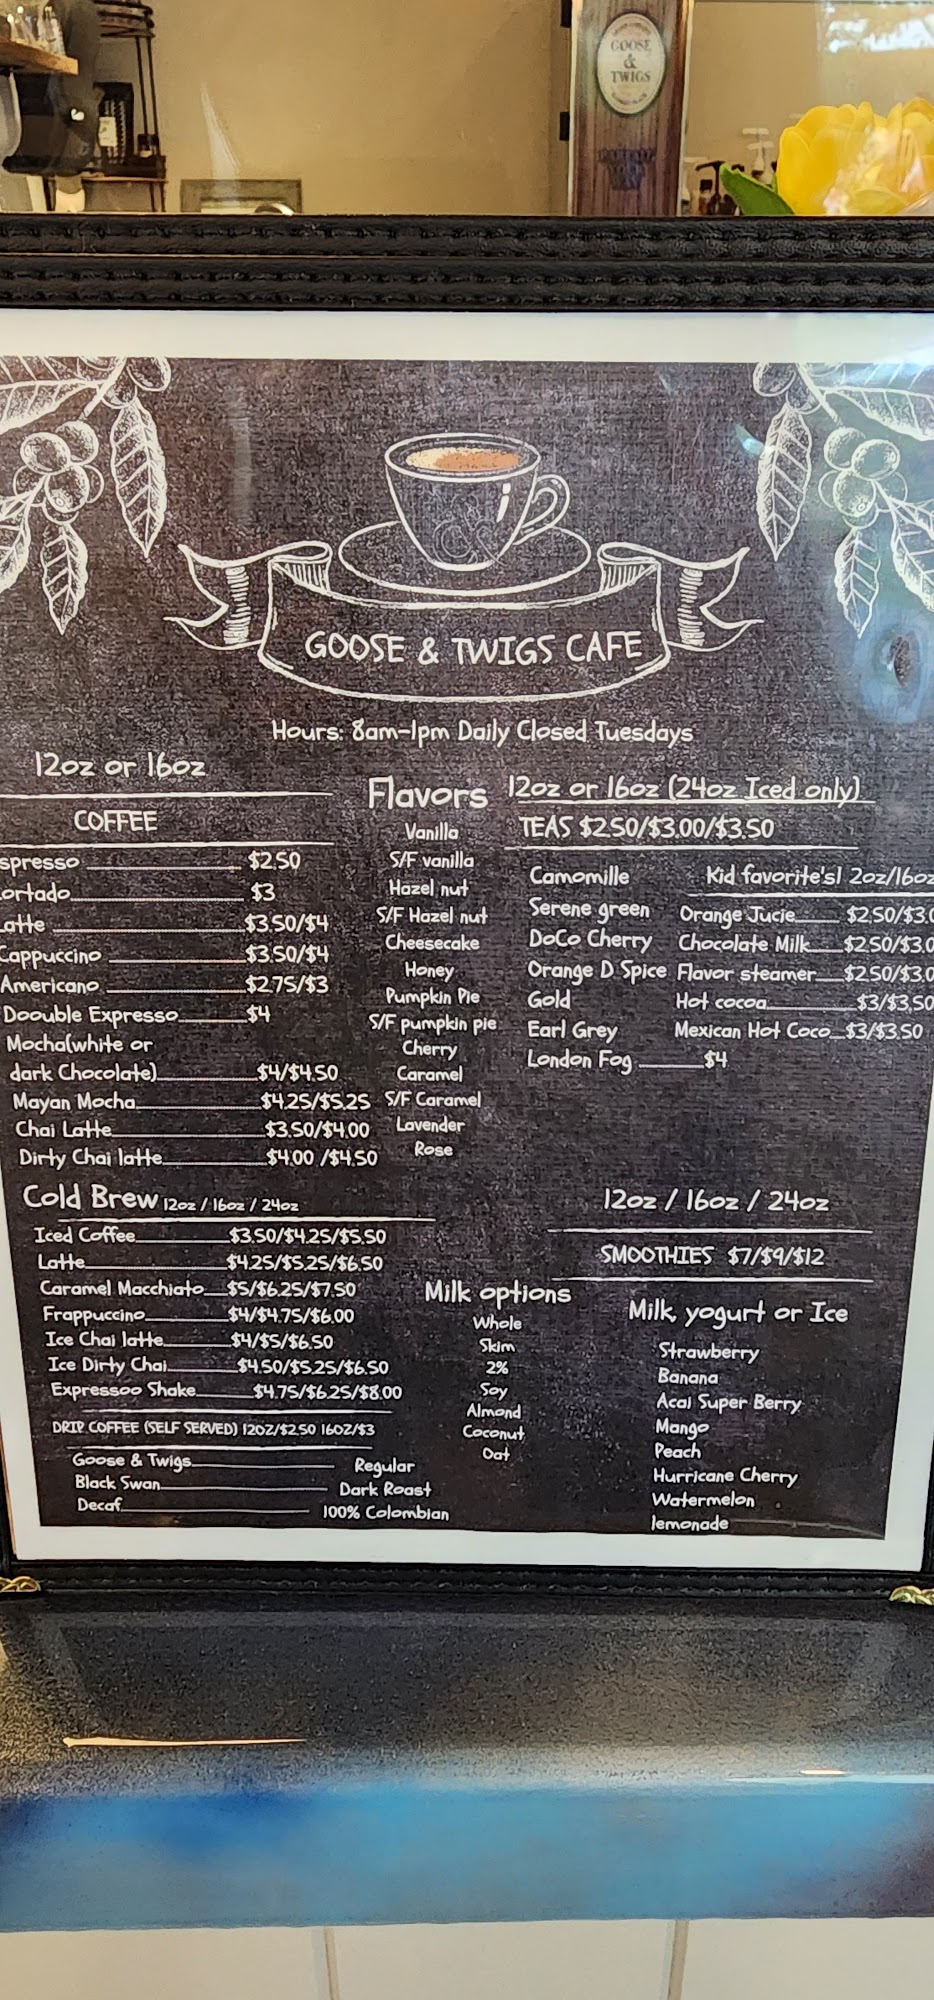 GOOSE
&
TWIGS
GOOSE & TWIGS CAFE
Hours: 8am-1pm Daily Closed Tuesdays
12oz or 16oz
COFFEE
spresso $2.50
ortado $3
Latte $3.50/$4
Cappuccino $3.50/$4
Americano $2.75/$3
Doouble Expresso $4
Mocha(white or
dark Chocolate) $4/$4.50
Mayan Mocha $4.25/$5.25
Chai Latte $3.50/$4.00
Dirty Chai latte $4.00 /$4.50
Flavors
Vanilla
S/F vanilla
Hazel nut
S/F Hazel nut
Cheesecake
Honey
Pumpkin Pie
S/F pumpkin pie
Cherry
Caramel
S/F Caramel
Lavender
Rose
12oz or 16oz (24oz Iced only)
TEAS $2.50/$3.00/$3.50
Camomille
Serene green
DoCo Cherry
Orange D Spice
Gold
Earl Grey
London Fog $4
Kid favorite's! 2oz/16oz
Orange Jucie $2.50/$3.0
Chocolate Milk $2.50/$3.0
Flavor steamer $2.50/$3.0
Hot cocoa $3/$3.50
Mexican Hot Coco $3/$3.50
Cold Brew 12oz / 16oz / 24oz
Iced Coffee $3.50/$4.25/$5.50
Latte $4.25/$5.25/$6.50
Caramel Macchiato $5/$6.25/$7.50
Frappuccino $4/$4.75/$6.00
Ice Chai latte $4/$5/$6.50
Ice Dirty Chai $4.50/$5.25/$6.50
Expressoo Shake $4.75/$6.25/$8.00
DRIP COFFEE (SELF SERVED) 12OZ/$2.50 16OZ/$3
Goose & Twigs Regular
Black Swan Dark Roast
Decaf 100% Colombian
Milk options
Whole
Skim
2%
Soy
Almond
Coconut
Oat
12oz / 16oz / 24oz
SMOOTHIES $7/$9/$12
Milk, yogurt or Ice
Strawberry
Banana
Acai Super Berry
Mango
Peach
Hurricane Cherry
Watermelon
lemonade